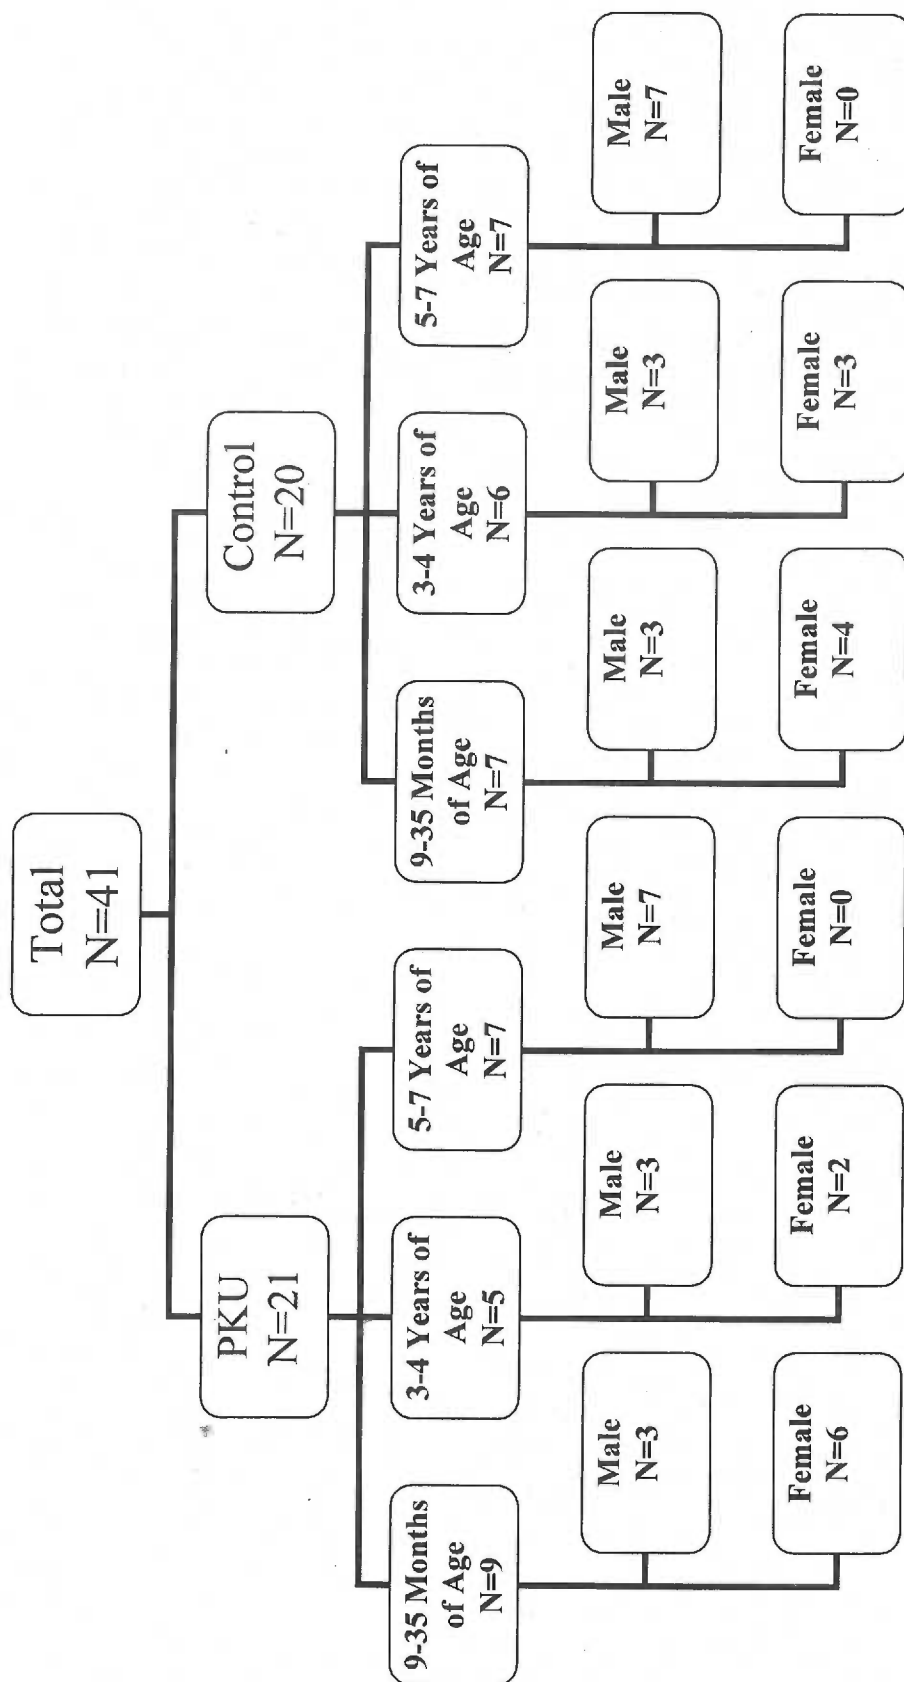 Total
N=41
PKU
N=21
Control
N=20
9-35 Months
of Age
N=9
3-4 Years of
Age
N=5
5-7 Years of
Age
N=7
9-35 Months
of Age
N=7
3-4 Years of
Age
N=6
5-7 Years of
Age
N=7
Male
N=3
Male
N=3
Male
N=7
Male
N=3
Male
N=3
Male
N=7
Female
N=6
Female
N=2
Female
N=0
Female
N=4
Female
N=3
Female
N=0